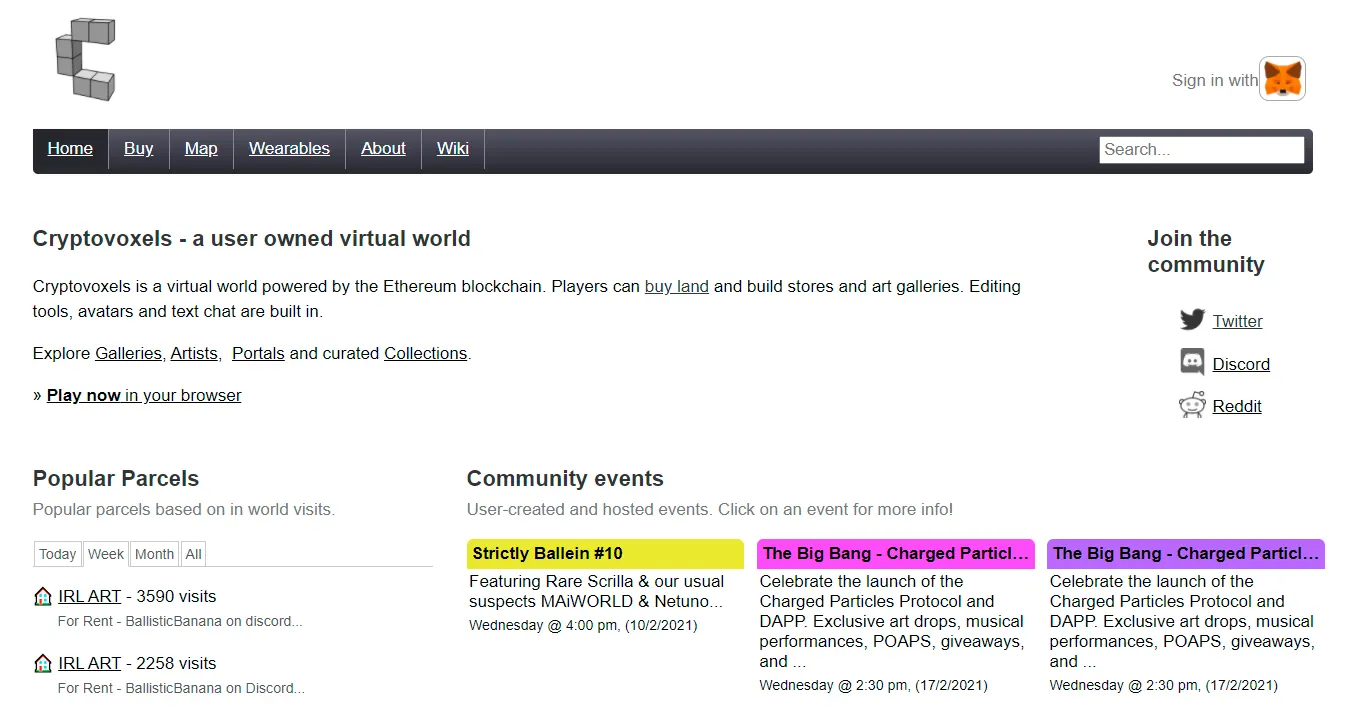 Sign in with
Home Buy Map Wearables About Wiki Search...
Cryptovoxels - a user owned virtual world
Cryptovoxels is a virtual world powered by the Ethereum blockchain. Players can buy land and build stores and art galleries. Editing
tools, avatars and text chat are built in.
Explore Galleries, Artists, Portals and curated Collections.
» Play now in your browser
Join the
community
Twitter
Discord
Reddit
Popular Parcels
Popular parcels based on in world visits.
Today Week Month All
IRL ART - 3590 visits
For Rent - BallisticBanana on discord...
IRL ART - 2258 visits
For Rent - BallisticBanana on Discord...
Community events
User-created and hosted events. Click on an event for more info!
Strictly Ballein #10
Featuring Rare Scrilla & our usual
suspects MAiWORLD & Netuno...
Wednesday @ 4:00 pm, (10/2/2021)
The Big Bang - Charged Particl...
Celebrate the launch of the
Charged Particles Protocol and
DAPP. Exclusive art drops, musical
performances, POAPS, giveaways,
and ...
Wednesday @ 2:30 pm, (17/2/2021)
The Big Bang - Charged Particl...
Celebrate the launch of the
Charged Particles Protocol and
DAPP. Exclusive art drops, musical
performances, POAPS, giveaways,
and ...
Wednesday @ 2:30 pm, (17/2/2021)